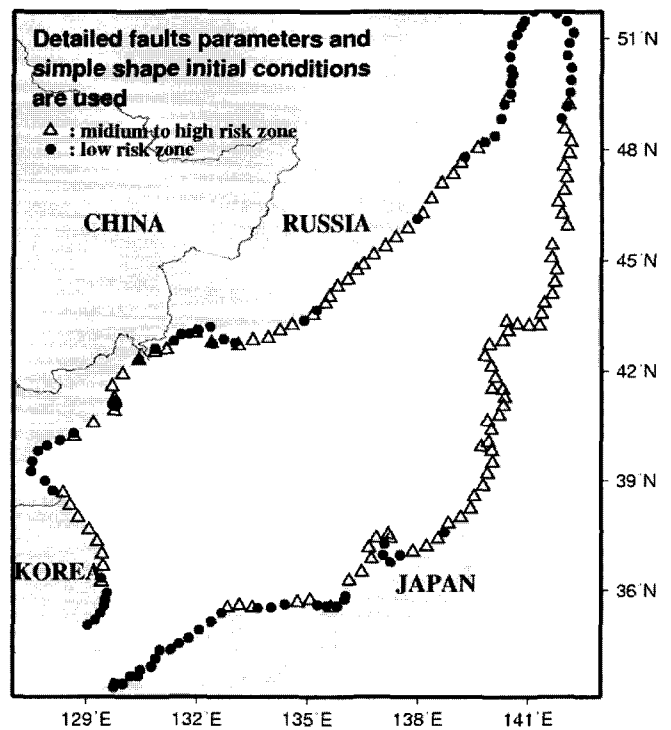 Detailed faults parameters and
simple shape initial conditions
are used
△ : midium to high risk zone
● : low risk zone
CHINA
RUSSIA
KOREA
JAPAN
51°N
48°N
45°N
42°N
39°N
36°N
129°E 132°E 135°E 138°E 141°E